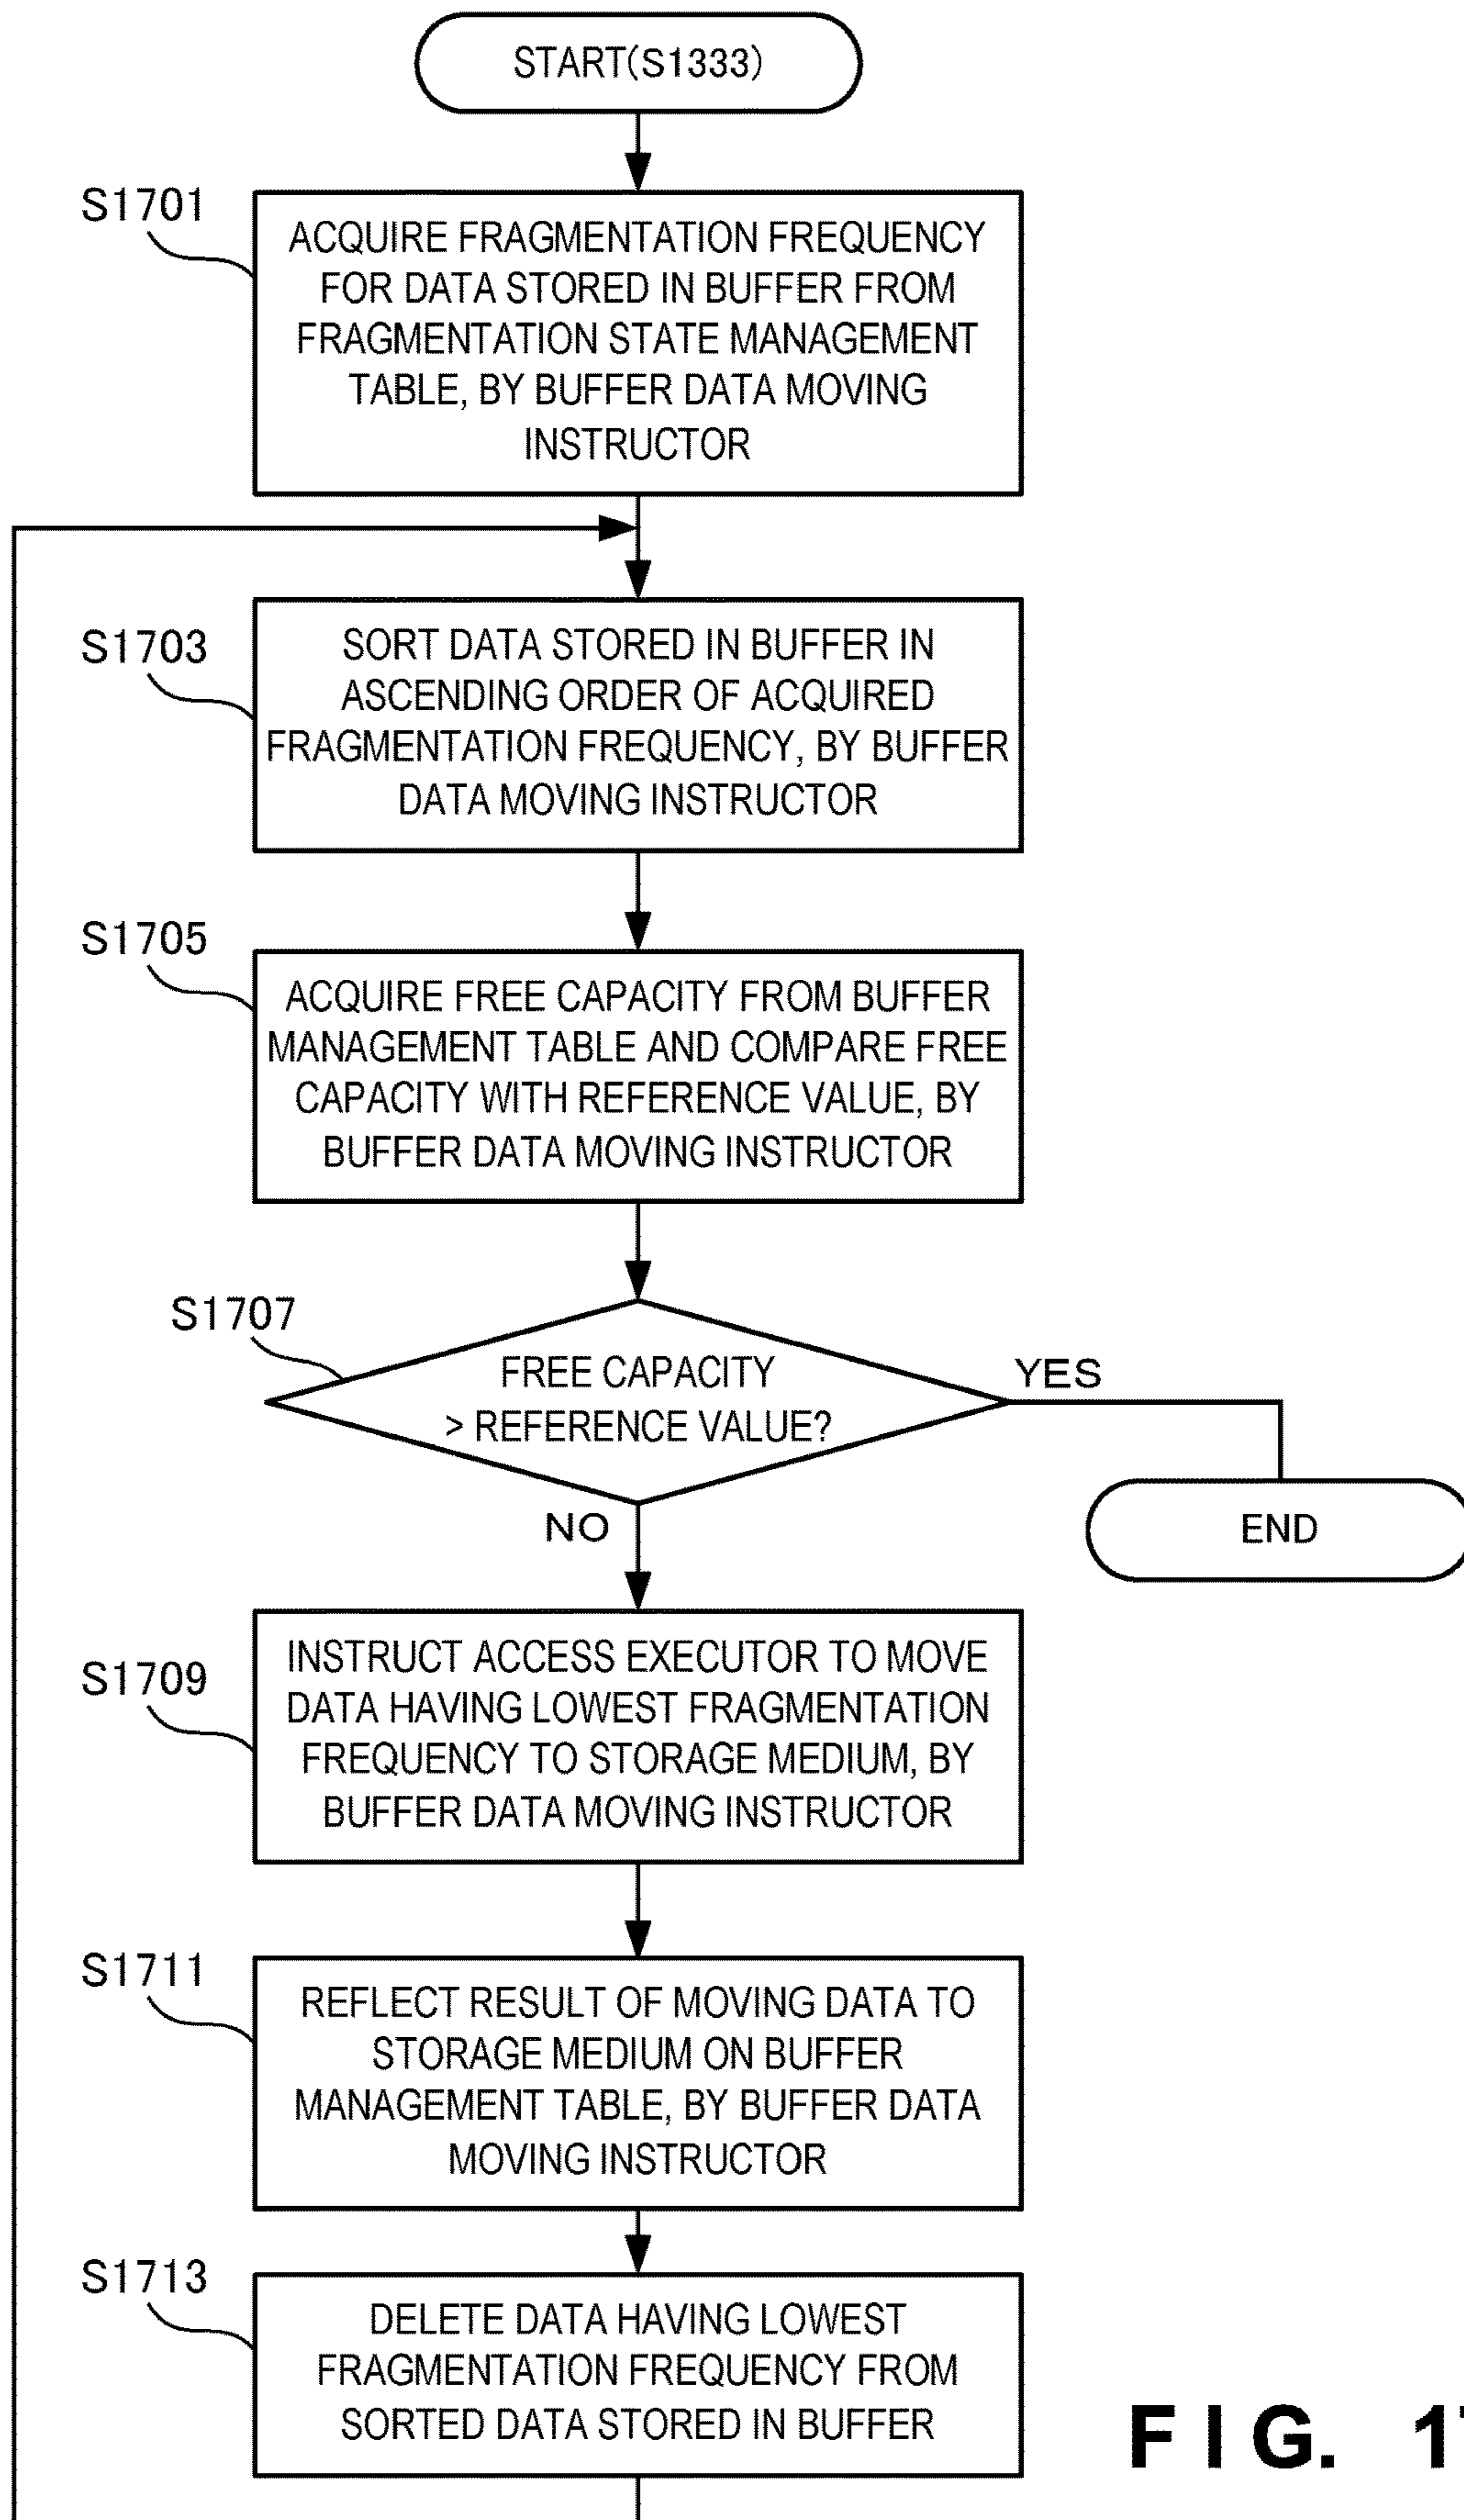 START(S1333)
S1701
ACQUIRE FRAGMENTATION FREQUENCY
FOR DATA STORED IN BUFFER FROM
FRAGMENTATION STATE MANAGEMENT
TABLE, BY BUFFER DATA MOVING
INSTRUCTOR
S1703
SORT DATA STORED IN BUFFER IN
ASCENDING ORDER OF ACQUIRED
FRAGMENTATION FREQUENCY, BY BUFFER
DATA MOVING INSTRUCTOR
S1705
ACQUIRE FREE CAPACITY FROM BUFFER
MANAGEMENT TABLE AND COMPARE FREE
CAPACITY WITH REFERENCE VALUE, BY
BUFFER DATA MOVING INSTRUCTOR
S1707
FREE CAPACITY
> REFERENCE VALUE?
YES
END
NO
S1709
INSTRUCT ACCESS EXECUTOR TO MOVE
DATA HAVING LOWEST FRAGMENTATION
FREQUENCY TO STORAGE MEDIUM, BY
BUFFER DATA MOVING INSTRUCTOR
S1711
REFLECT RESULT OF MOVING DATA TO
STORAGE MEDIUM ON BUFFER
MANAGEMENT TABLE, BY BUFFER DATA
MOVING INSTRUCTOR
S1713
DELETE DATA HAVING LOWEST
FRAGMENTATION FREQUENCY FROM
SORTED DATA STORED IN BUFFER
FIG.